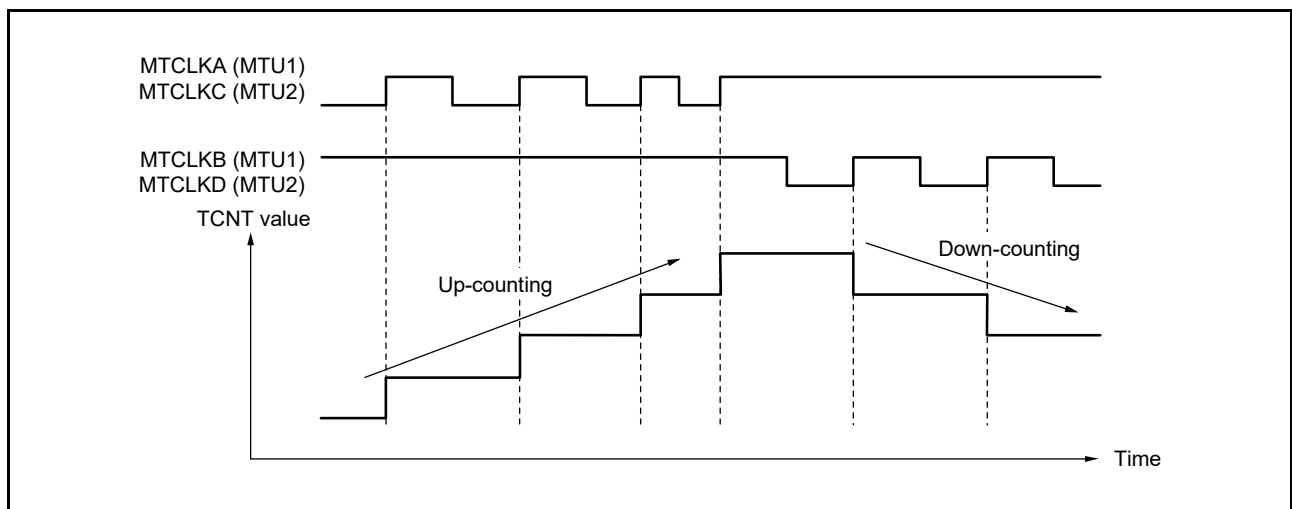 MTCLKA (MTU1)
MTCLKC (MTU2)
MTCLKB (MTU1)
MTCLKD (MTU2)
TCNT value
Down-counting
Up-counting
Time